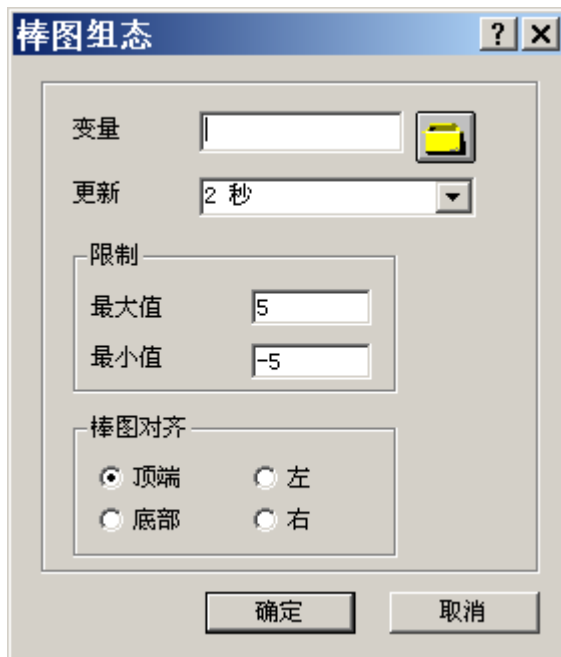 棒图组态
变量
更新 2 秒
限制
最大值 5
最小值 -5
棒图对齐
顶端 左
底部 右
确定 取消